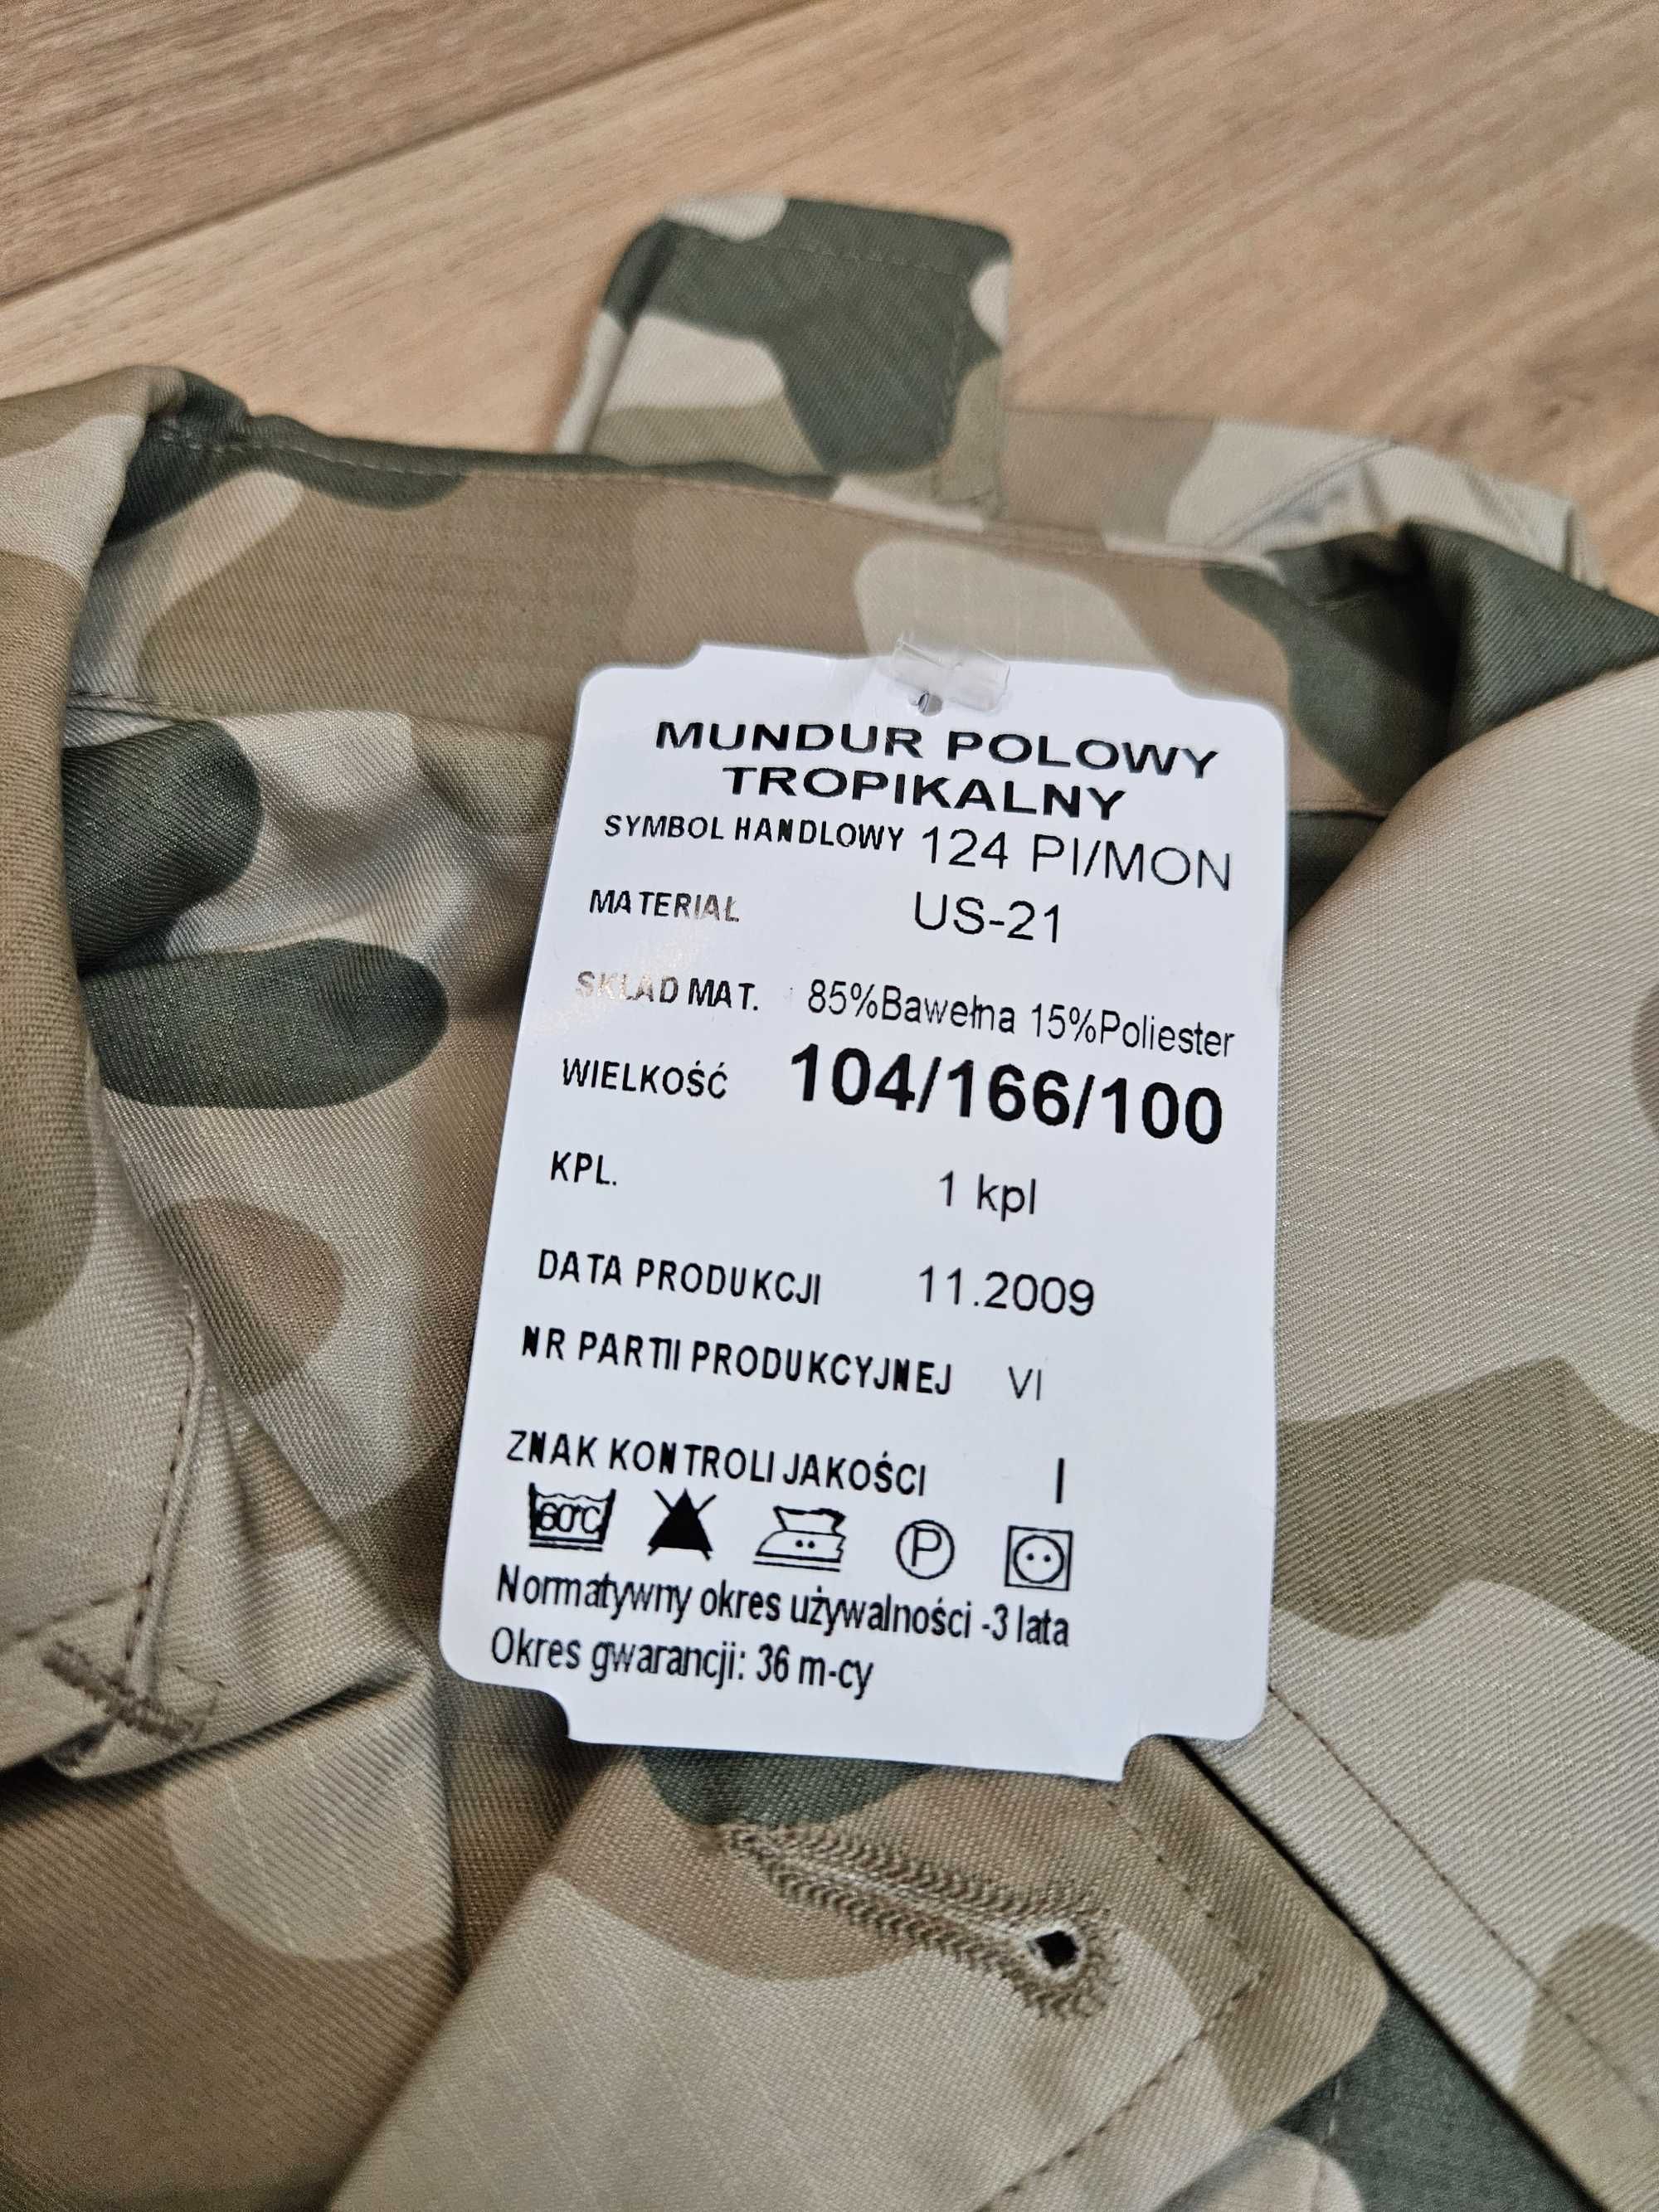 MUNDUR POLOWY
TROPIKALNY
SYMBOL HANDLOWY 124 PI/MON
MATERIAŁ US-21
SKŁAD MAT. 85%Bawełna 15%Poliester
WIELKOŚĆ 104/166/100
KPL. 1 kpl
DATA PRODUKCJI 11.2009
NR PARTII PRODUKCYJNEJ VI
ZNAK KONTROLI JAKOŚCI I
60°C P
Normatywny okres używalności -3 lata
Okres gwarancji: 36 m-cy